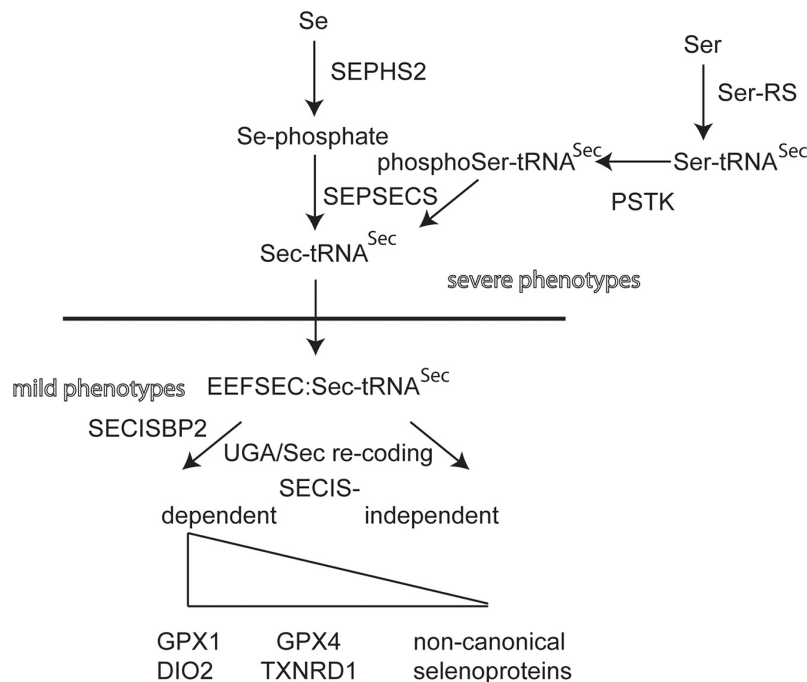 Se
Ser
SEPHS2
Ser-RS
Se-phosphate
phosphoSer-tRNA^Sec
Ser-tRNA^Sec
SEPSECS
PSTK
Sec-tRNA^Sec
severe phenotypes
mild phenotypes
EEFSEC:Sec-tRNA^Sec
SECISBP2
UGA/Sec re-coding
SECIS-
dependent
independent
GPX1
GPX4
non-canonical
DIO2
TXNRD1
selenoproteins